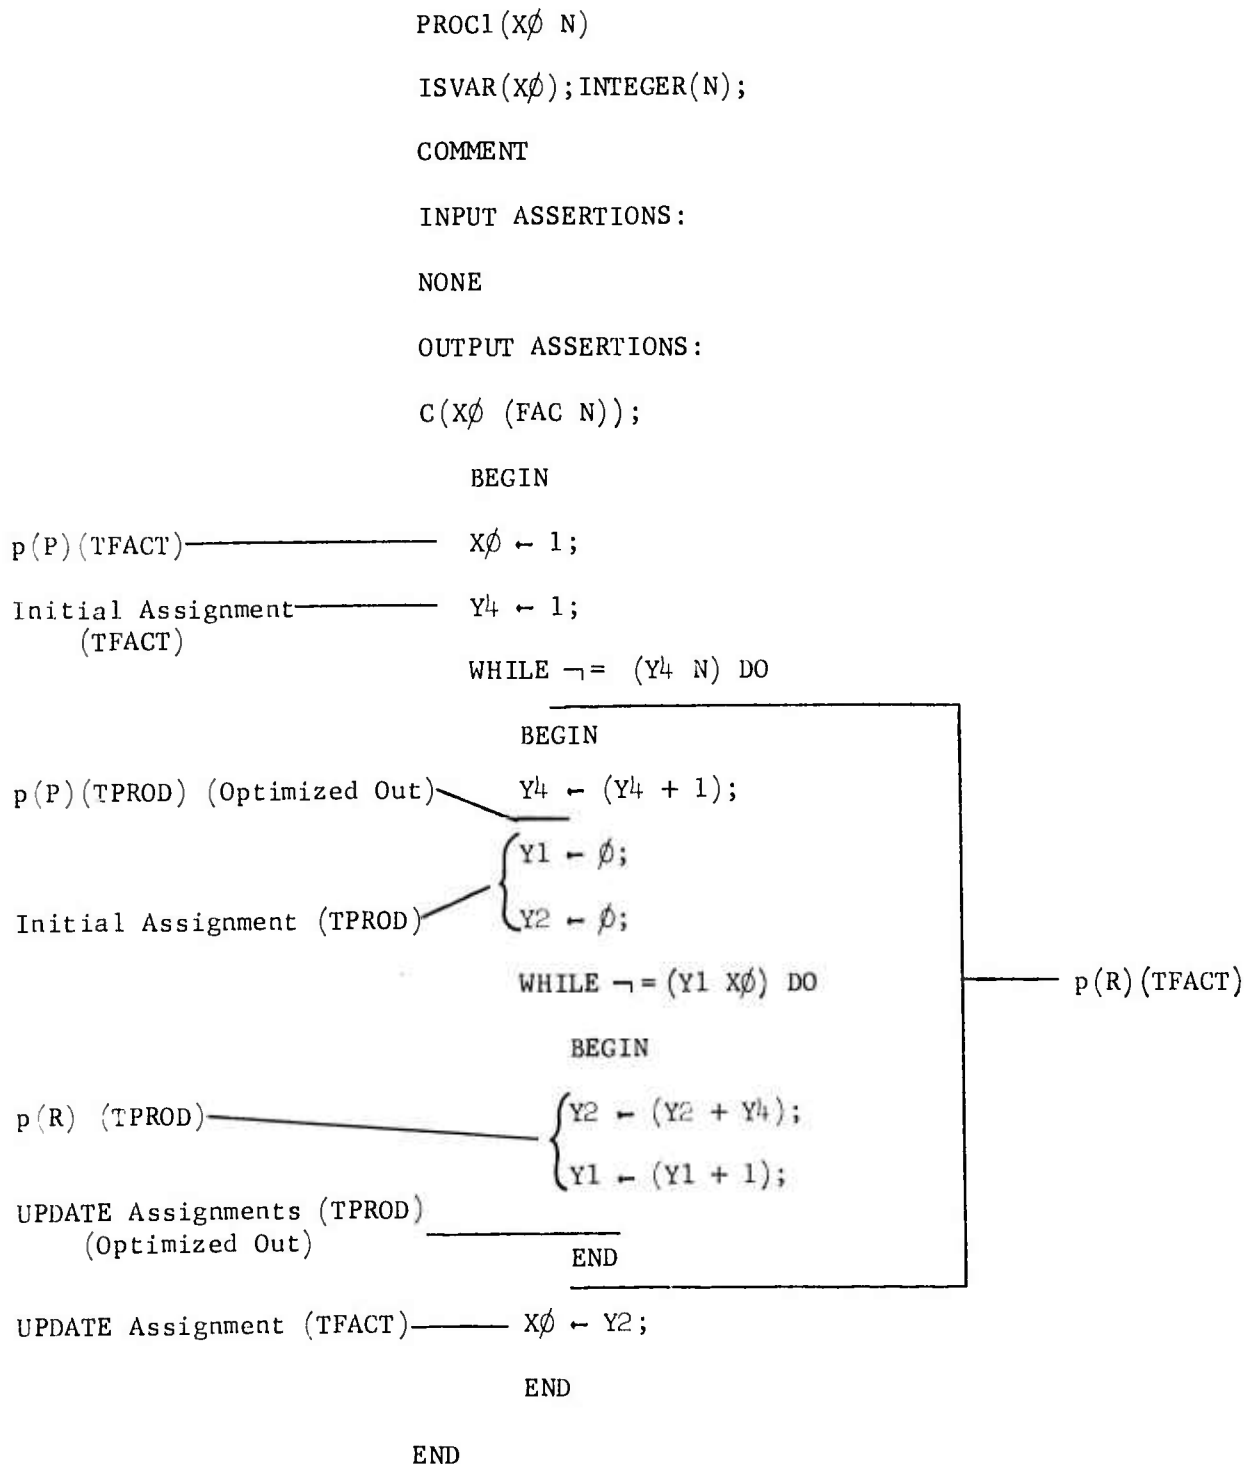 PROC1(XØ N)
ISVAR(XØ);INTEGER(N);
COMMENT
INPUT ASSERTIONS:
NONE
OUTPUT ASSERTIONS:
C(XØ (FAC N));
BEGIN
p(P)(TFACT) XØ ← 1;
Initial Assignment Y4 ← 1;
(TFACT)
WHILE ¬= (Y4 N) DO
BEGIN
p(P)(TPROD) (Optimized Out) Y4 ← (Y4 + 1);
Y1 ← Ø;
Initial Assignment (TPROD) Y2 ← Ø;
WHILE ¬=(Y1 XØ) DO
p(R)(TFACT)
BEGIN
p(R) (TPROD) Y2 ← (Y2 + Y4);
Y1 ← (Y1 + 1);
UPDATE Assignments (TPROD)
(Optimized Out)
END
UPDATE Assignment (TFACT) XØ ← Y2;
END
END